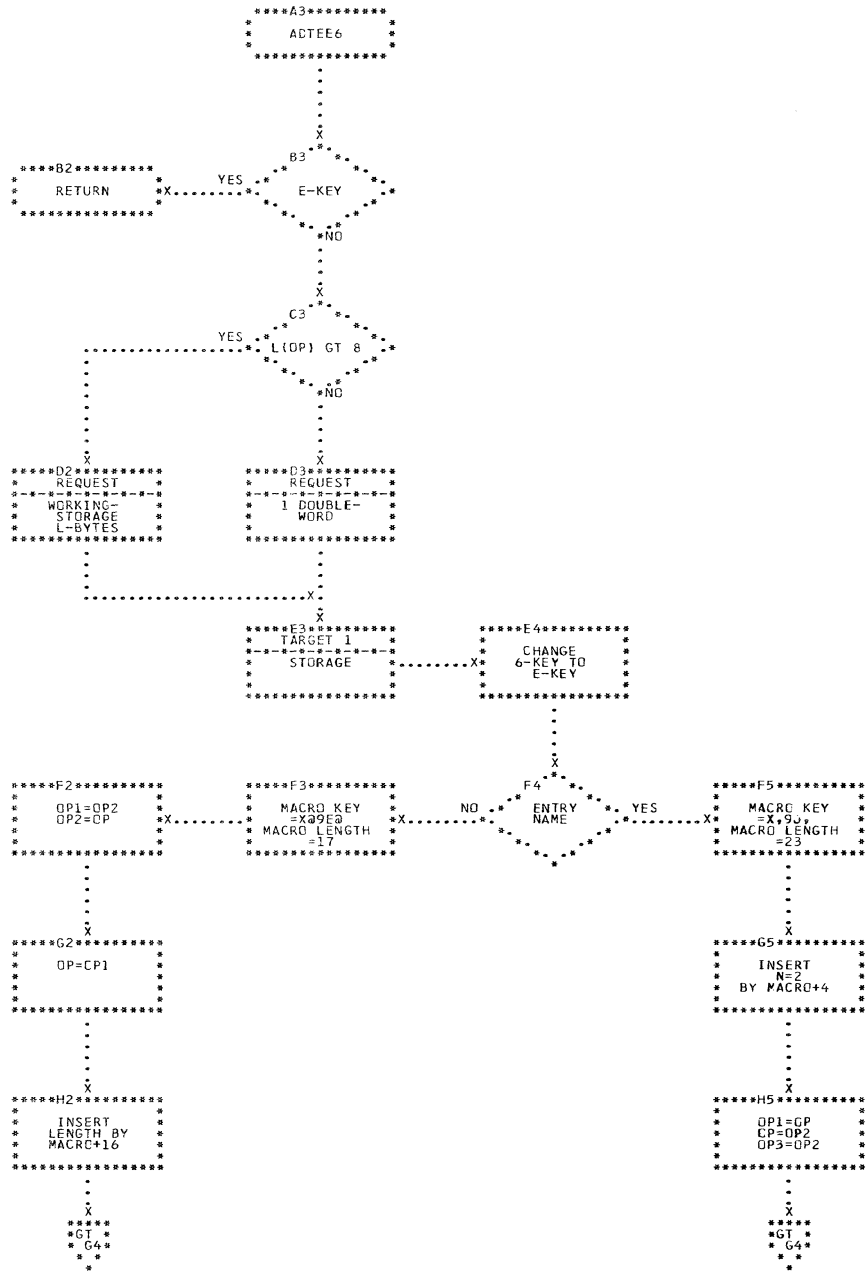 A3
ADTEE6
B3
B2
YES
RETURN
E-KEY
NO
C3
YES
L(OP) GT 8
NO
D2
D3
REQUEST
REQUEST
WORKING-
STORAGE
L-BYTES
1 DOUBLE-
WORD
E3
TARGET 1
STORAGE
E4
CHANGE
6-KEY TO
E-KEY
F2
OP1=OP2
OP2=OP
F3
MACRO KEY
=X@9E@
MACRO LENGTH
=17
F4
NO
ENTRY
NAME
YES
F5
MACRO KEY
MACRO LENGTH
=23
G2
OP=OP1
G5
INSERT
N=2
BY MACRO+4
H2
INSERT
LENGTH BY
MACRO+16
H5
OP1=OP
OP=OP2
OP3=OP2
GT
G4
GT
G4